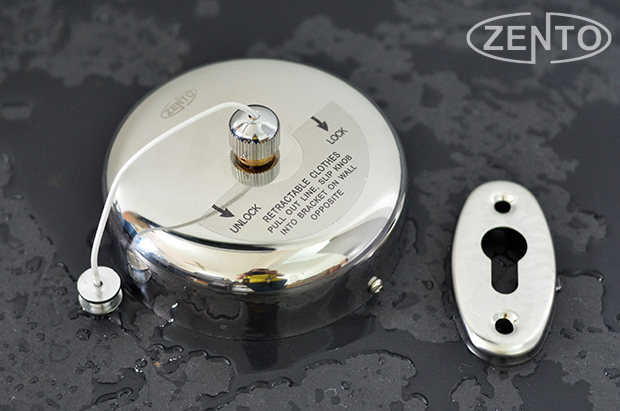 ZENTO
ZENTO
LOCK
UNLOCK
RETRACTABLE CLOTHES
PULL OUT LINE, SLIP KNOB
INTO BRACKET ON WALL
OPPOSITE